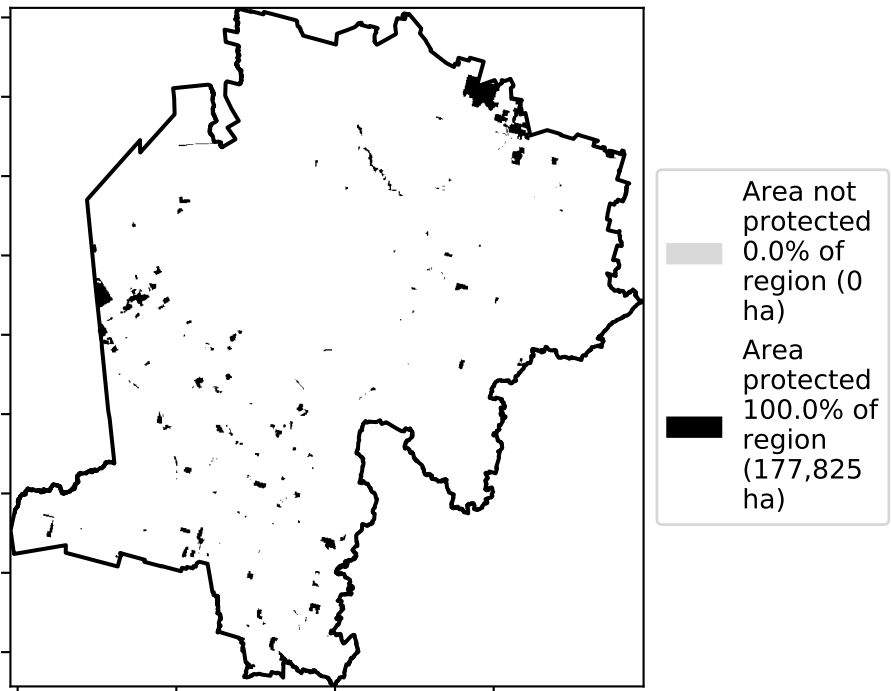 Area not
protected
0.0% of
region (0
ha)
Area
protected
100.0% of
region
(177,825
ha)